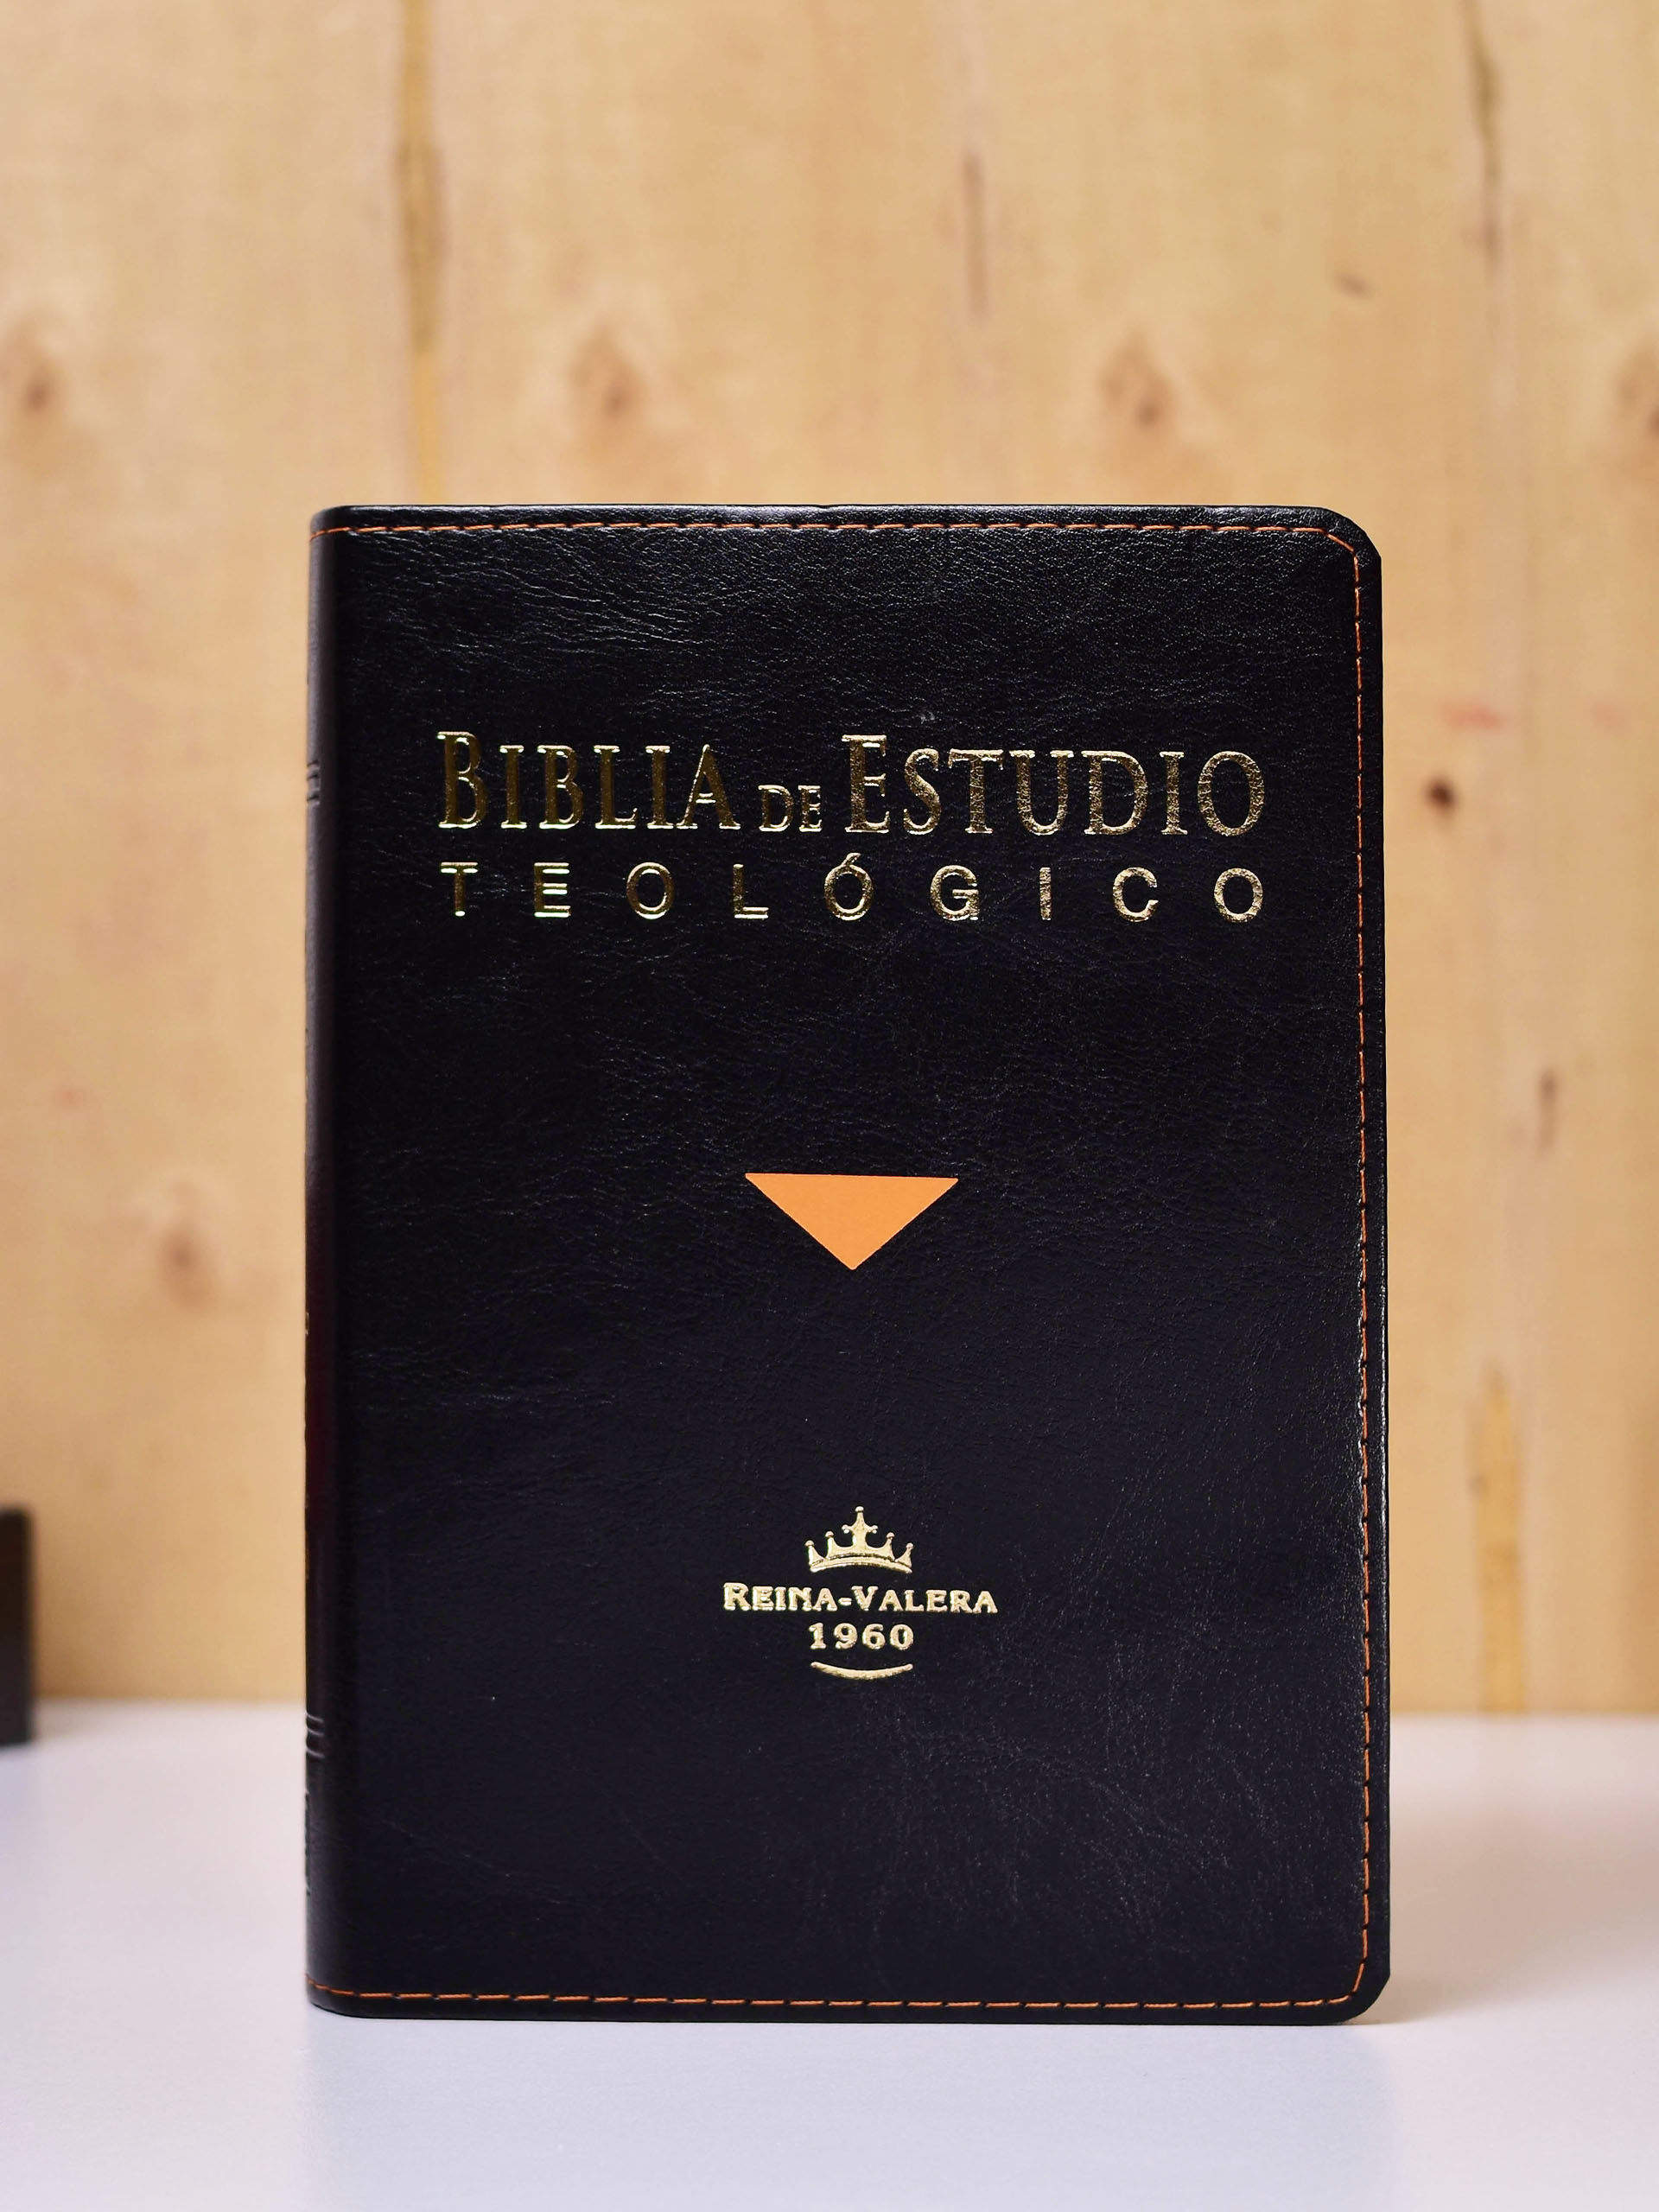 BIBLIA DE ESTUDIO
TEOLÓGICO
REINA-VALERA
1960